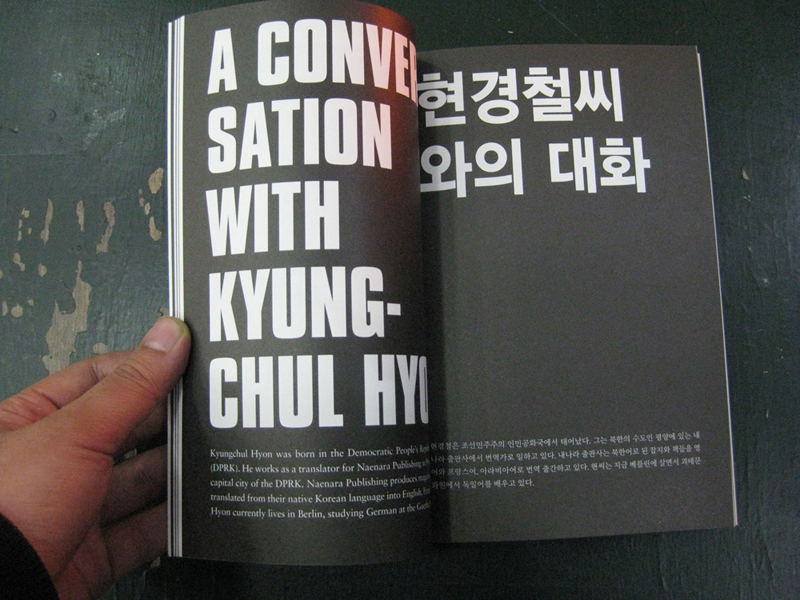 A CONVER
SATION
WITH
KYUNG-
CHUL HYO
Kyungchul Hyon was born in the Democratic People's Rep
(DPRK). He works as a translator for Naenara Publishing
capital city of the DPRK. Naenara Publishing produces
translated from their native Korean language into English,
Hyon currently lives in Berlin, studying German at the
현경철씨
와의 대화
현경철은 조선민주주의 인민공화국에서 태어났다. 그는 북한의 수도인 평양에 있는 내
나라 출판사에서 번역가로 일하고 있다. 내나라 출판사는 북한어로 된 잡지와 책들을 영
어와 프랑스어, 아라비아어로 번역 출간하고 있다. 현씨는 지금 베를린에 살면서 괴테문
화원에서 독일어를 배우고 있다.